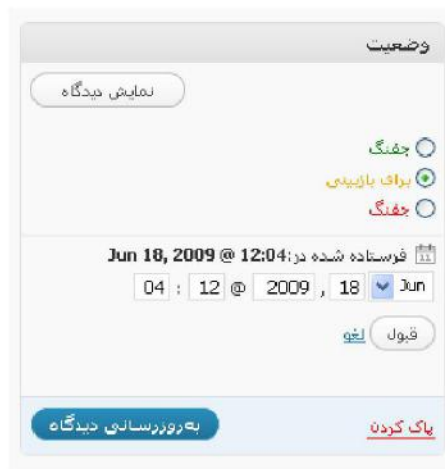 وضعیت
نمایش دیدگاه
جفنگ
برای بازبینی
جفنگ
فرستاده شده در:Jun 18, 2009 @ 12:04
Jun 18 , 2009 @ 12 : 04
قبول لغو
پاک کردن به‌روزرسانی دیدگاه